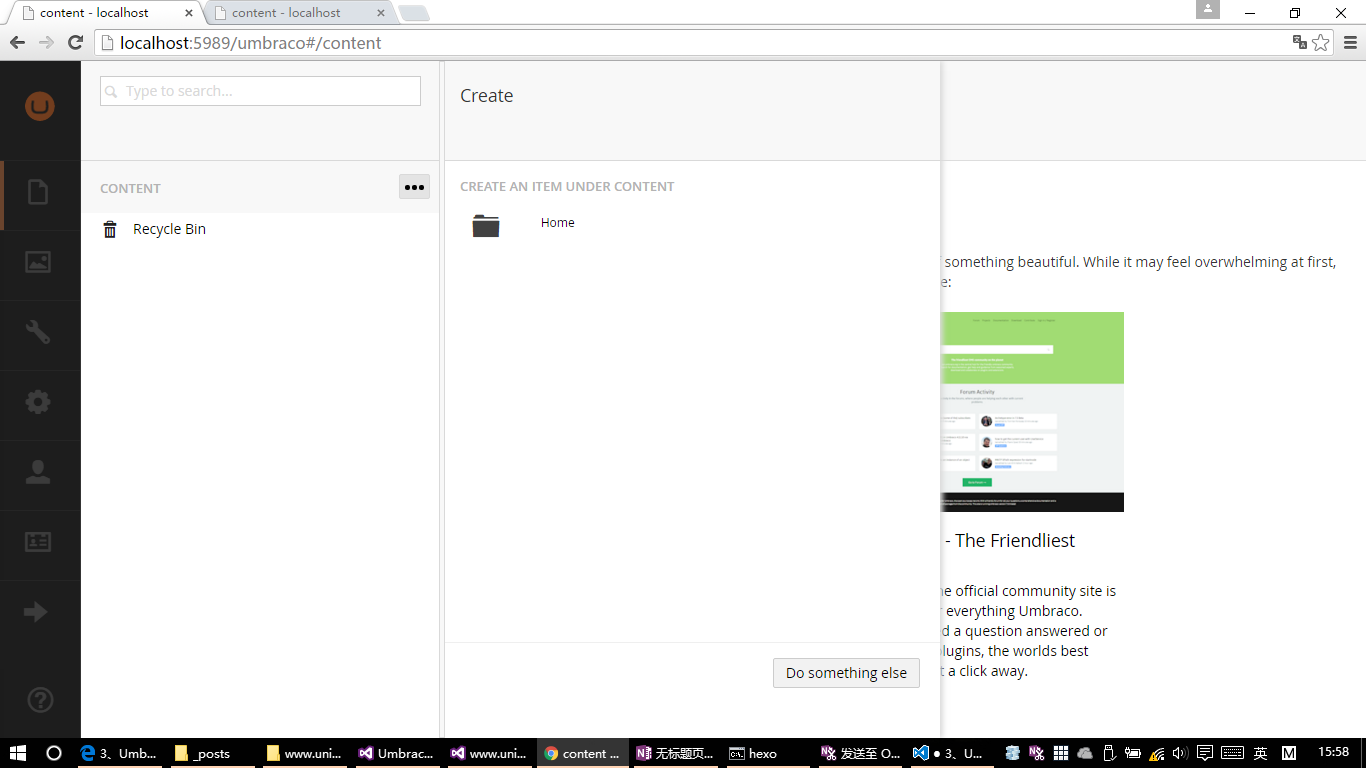 content - localhost
content - localhost
localhost:5989/umbraco#/content
Type to search...
Create
CONTENT
•••
CREATE AN ITEM UNDER CONTENT
Recycle Bin
Home
something beautiful. While it may feel overwhelming at first,
e:
Forum Activity
- The Friendliest
official community site is
everything Umbraco.
a question answered or
the worlds best
a click away.
Do something else
3、Umb...
_posts
www.uni...
Umbrac...
www.uni...
content ...
无标题页...
hexo
发送至 O...
● 3、U...
英
M
15:58